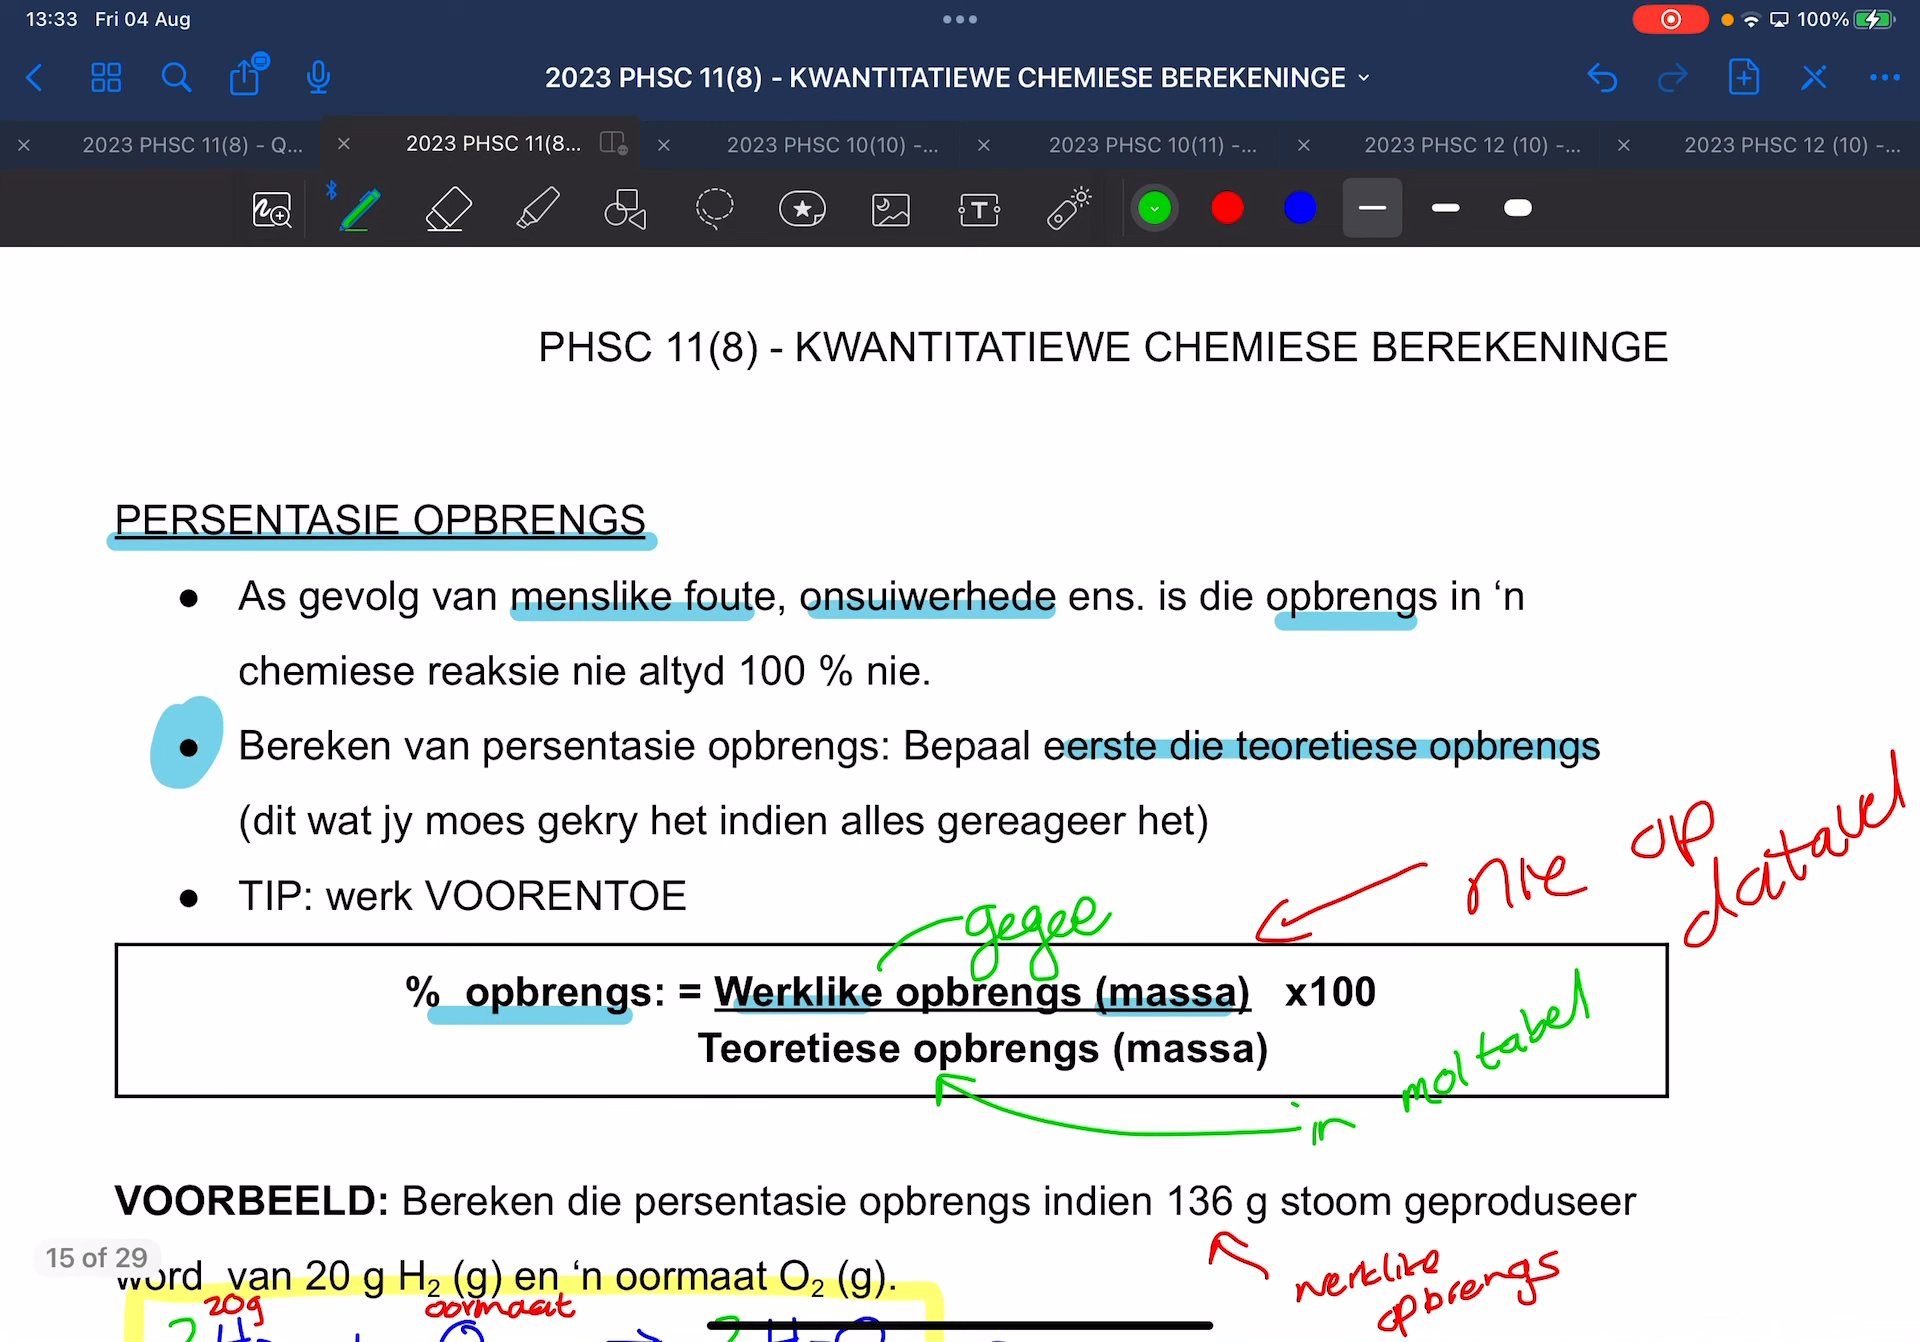 13:33 Fri 04 Aug
100%
2023 PHSC 11(8) - KWANTITATIEWE CHEMIESE BEREKENINGE
2023 PHSC 11(8) - Q...
2023 PHSC 11(8...
2023 PHSC 10(10) -...
2023 PHSC 10(11) -...
2023 PHSC 12 (10) -...
2023 PHSC 12 (10) -...
PHSC 11(8) - KWANTITATIEWE CHEMIESE BEREKENINGE
PERSENTASIE OPBRENGS
● As gevolg van menslike foute, onsuiwerhede ens. is die opbrengs in ‘n
chemiese reaksie nie altyd 100 % nie.
● Bereken van persentasie opbrengs: Bepaal eerste die teoretiese opbrengs
(dit wat jy moes gekry het indien alles gereageer het)
● TIP: werk VOORENTOE
nie op
datavel
gegee
% opbrengs: = Werklike opbrengs (massa) x100
Teoretiese opbrengs (massa)
in moltabel
VOORBEELD: Bereken die persentasie opbrengs indien 136 g stoom geproduseer
word van 20 g H₂ (g) en ‘n oormaat O₂ (g).
werklike
opbrengs
15 of 29
20g oormaat